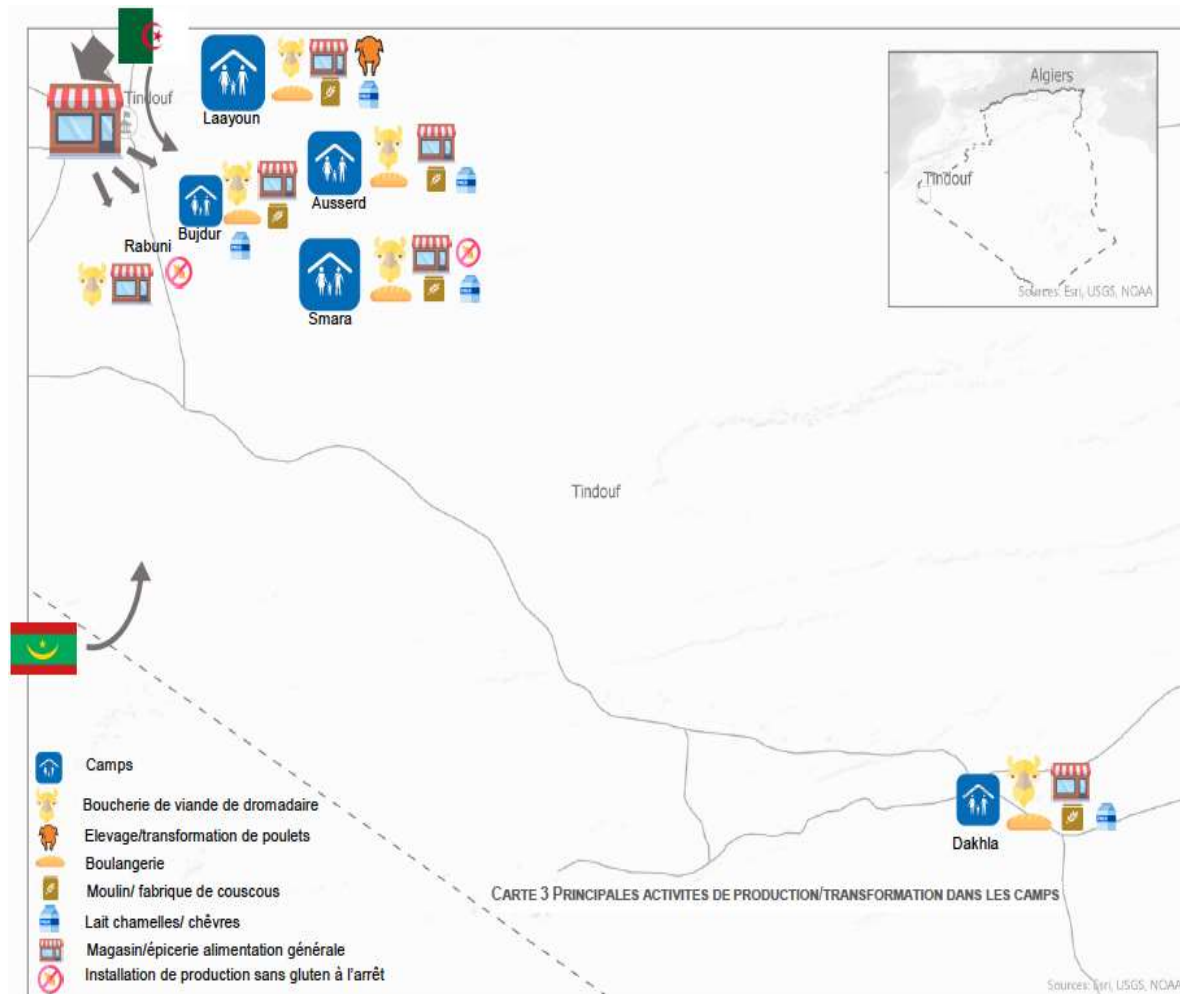 Tindouf
Laayoun
Ausserd
Bujdur
Rabuni
Smara
Algiers
Tindouf
Sources: Esri, USGS, NOAA
Tindouf
Camps
Boucherie de viande de dromadaire
Elevage/transformation de poulets
Boulangerie
Moulin/ fabrique de couscous
Lait chamelles/ chêvres
Magasin/épicerie alimentation générale
Installation de production sans gluten à l'arrêt
Dakhla
CARTE 3 PRINCIPALES ACTIVITES DE PRODUCTION/TRANSFORMATION DANS LES CAMPS
Sources: Esri, USGS, NOAA